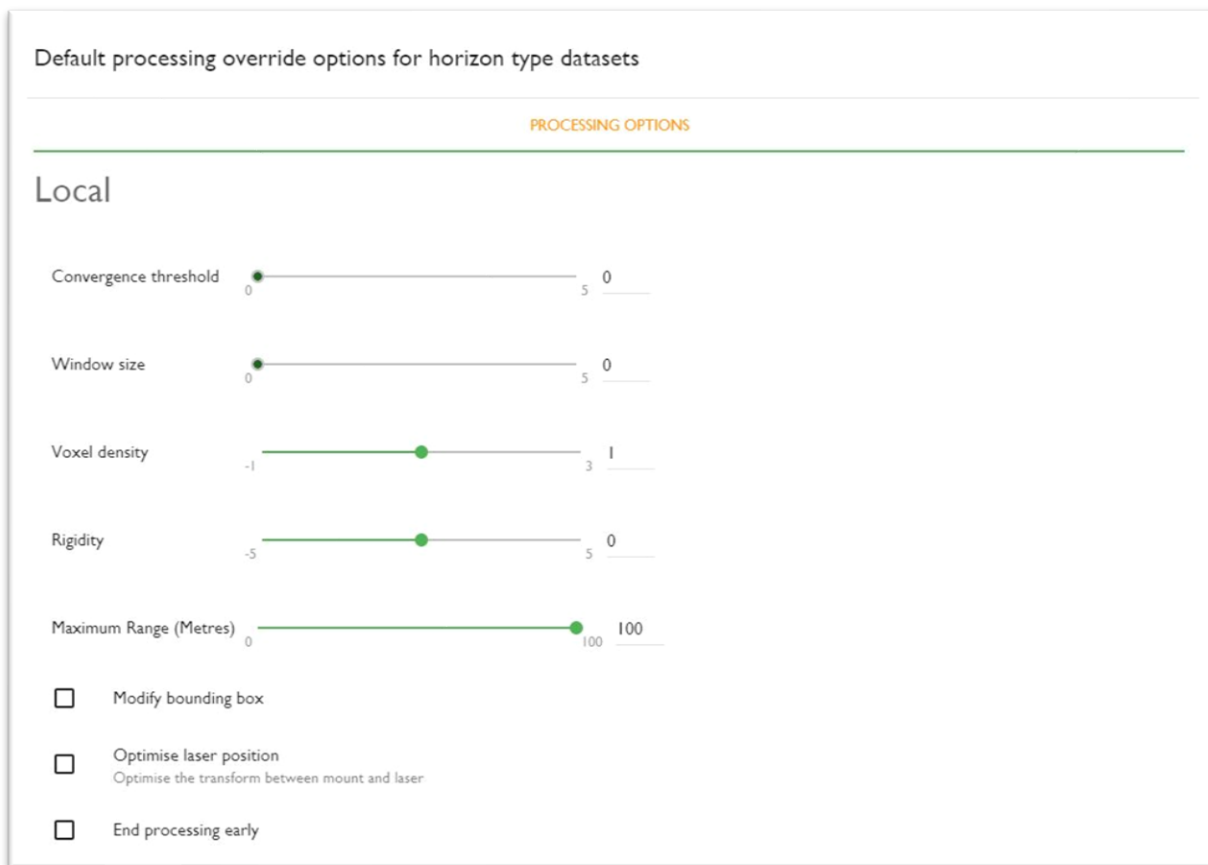 Default processing override options for horizon type datasets
PROCESSING OPTIONS
Local
Convergence threshold 0 5 0
Window size 0 5 0
Voxel density -1 3 1
Rigidity -5 5 0
Maximum Range (Metres) 0 100 100
Modify bounding box
Optimise laser position
Optimise the transform between mount and laser
End processing early